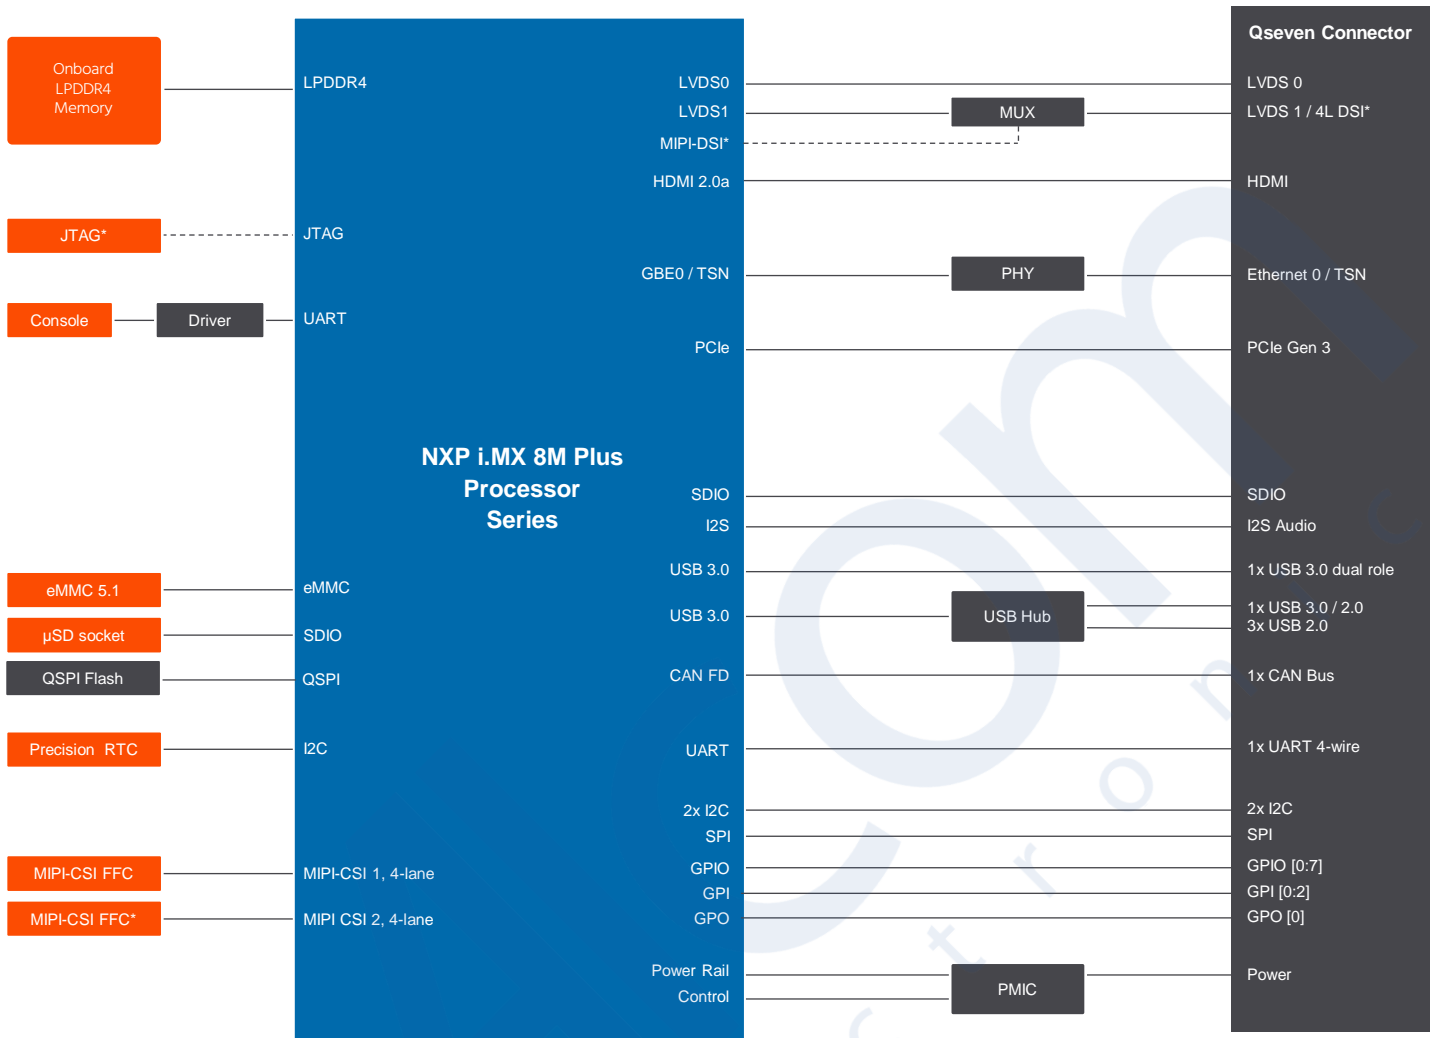 Onboard
LPDDR4
Memory
JTAG*
Console
Driver
eMMC 5.1
µSD socket
QSPI Flash
Precision RTC
MIPI-CSI FFC
MIPI-CSI FFC*
LPDDR4
JTAG
UART
eMMC
SDIO
QSPI
I2C
MIPI-CSI 1, 4-lane
MIPI CSI 2, 4-lane
NXP i.MX 8M Plus
Processor
Series
LVDS0
LVDS1
MIPI-DSI*
HDMI 2.0a
GBE0 / TSN
PCIe
SDIO
I2S
USB 3.0
USB 3.0
CAN FD
UART
2x I2C
SPI
GPIO
GPI
GPO
Power Rail
Control
MUX
PHY
USB Hub
PMIC
Qseven Connector
LVDS 0
LVDS 1 / 4L DSI*
HDMI
Ethernet 0 / TSN
PCIe Gen 3
SDIO
I2S Audio
1x USB 3.0 dual role
1x USB 3.0 / 2.0
3x USB 2.0
1x CAN Bus
1x UART 4-wire
2x I2C
SPI
GPIO [0:7]
GPI [0:2]
GPO [0]
Power